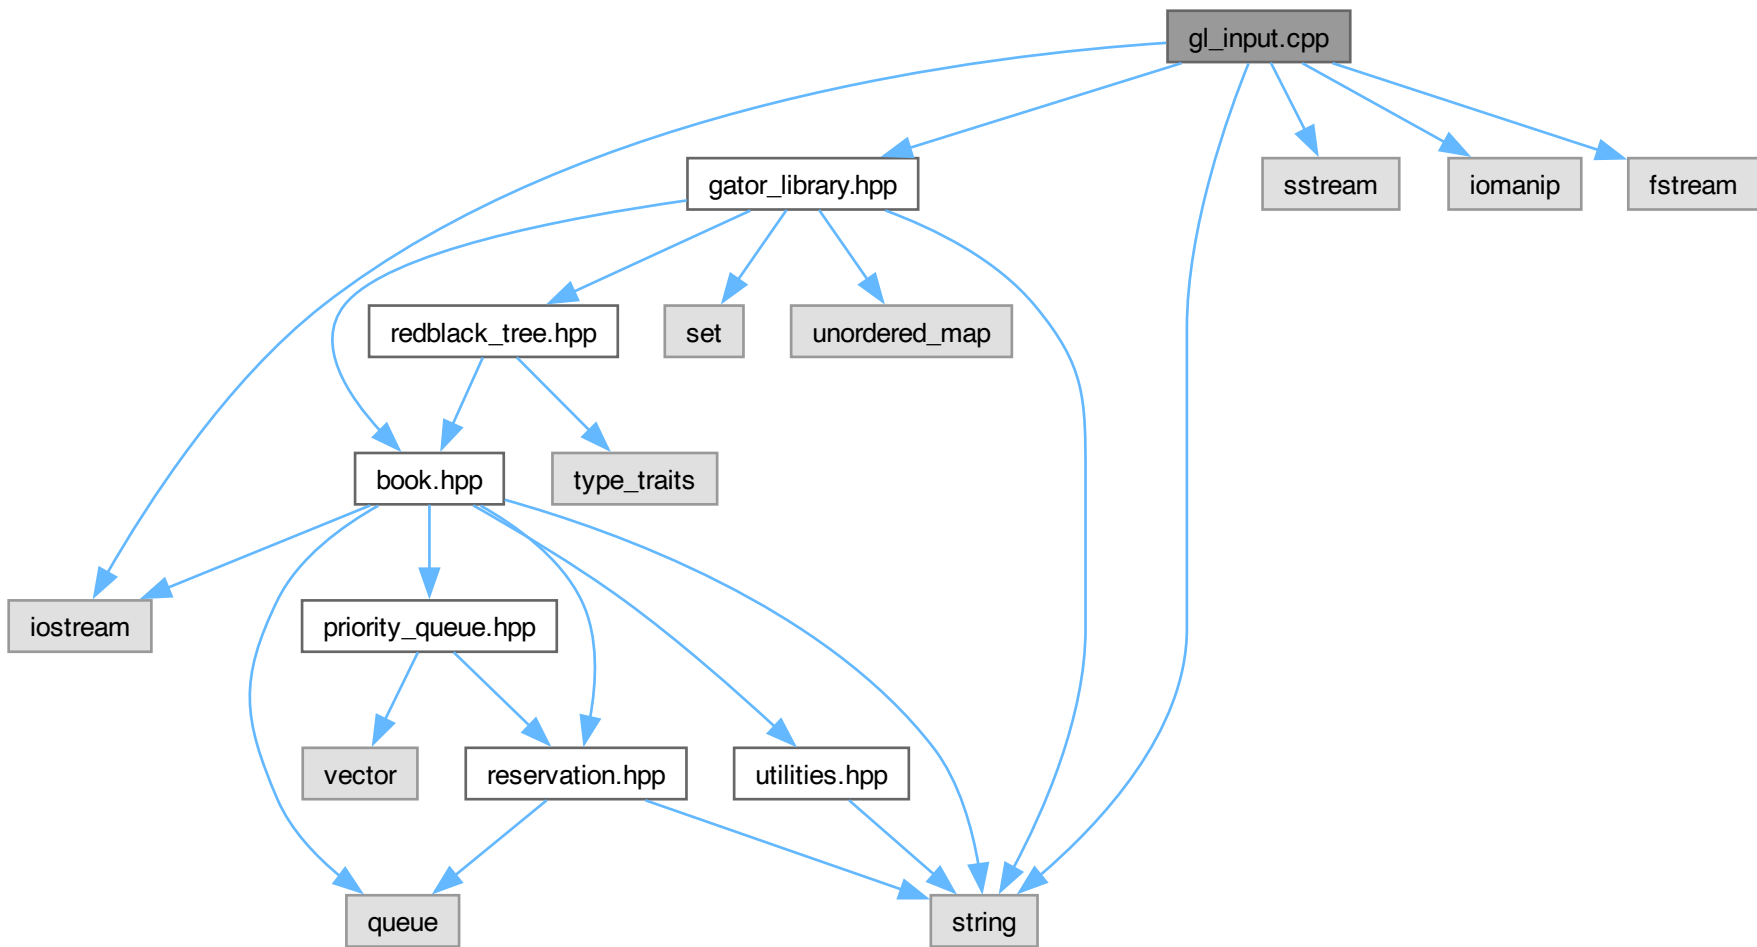 gl_input.cpp
gator_library.hpp
sstream
iomanip
fstream
redblack_tree.hpp
set
unordered_map
book.hpp
type_traits
iostream
priority_queue.hpp
vector
reservation.hpp
utilities.hpp
queue
string